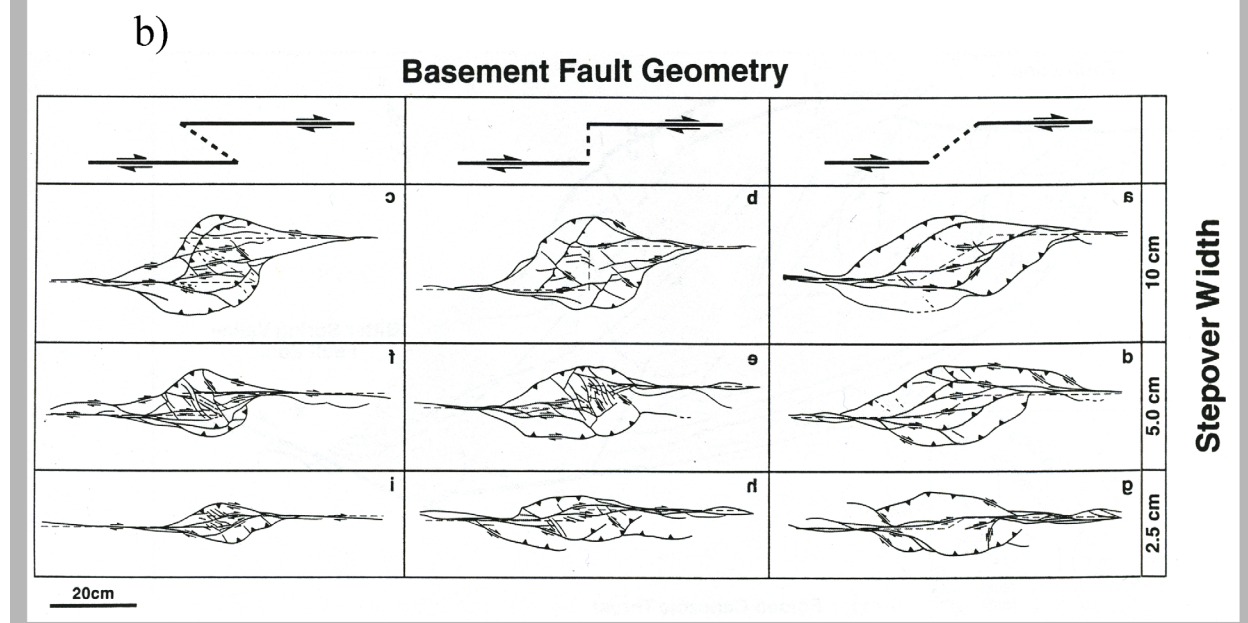 b)
Basement Fault Geometry
c
b
a
10 cm
f
e
d
5.0 cm
i
h
g
2.5 cm
Stepover Width
20cm